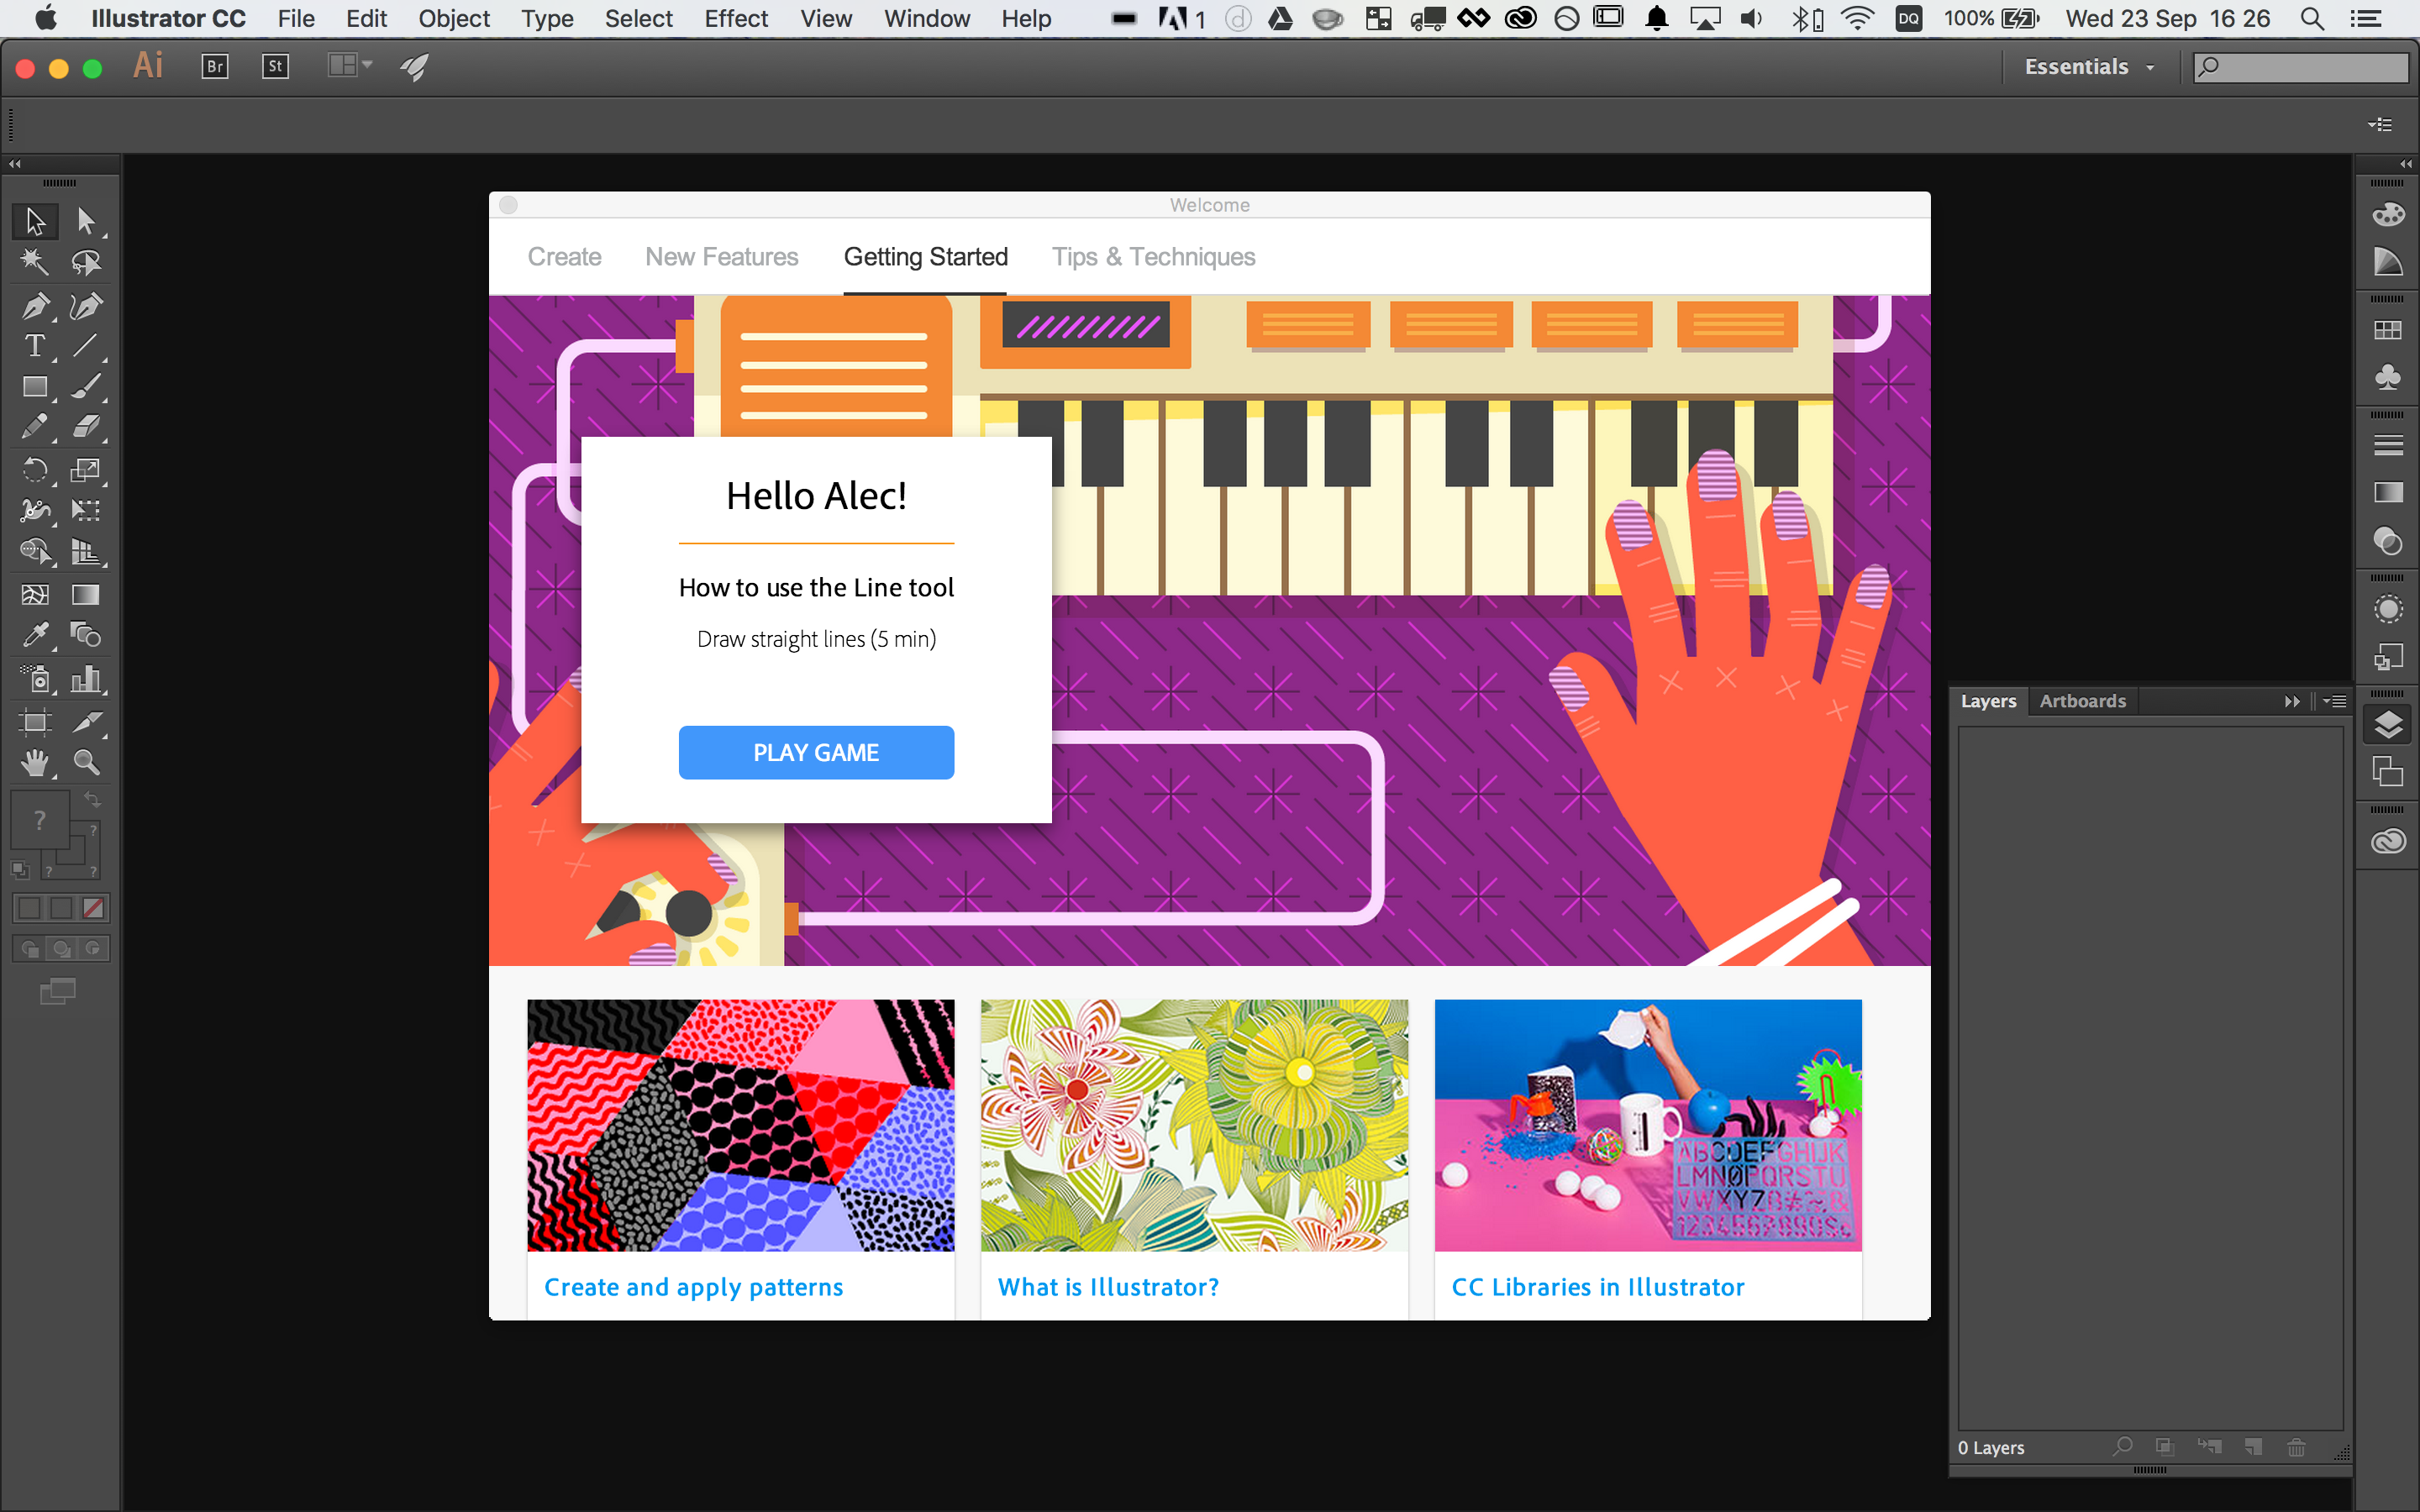 Illustrator CC File Edit Object Type Select Effect View Window Help 1 d DQ 100% Wed 23 Sep 16 26
Ai Br St Essentials
Welcome
Create New Features Getting Started Tips & Techniques
T
Hello Alec!
How to use the Line tool
Draw straight lines (5 min)
PLAY GAME
Layers Artboards
?
?
? ?
ABCDEFGHIJK
LMNOPQRSTU
VWXYZ
Create and apply patterns What is Illustrator? CC Libraries in Illustrator
0 Layers